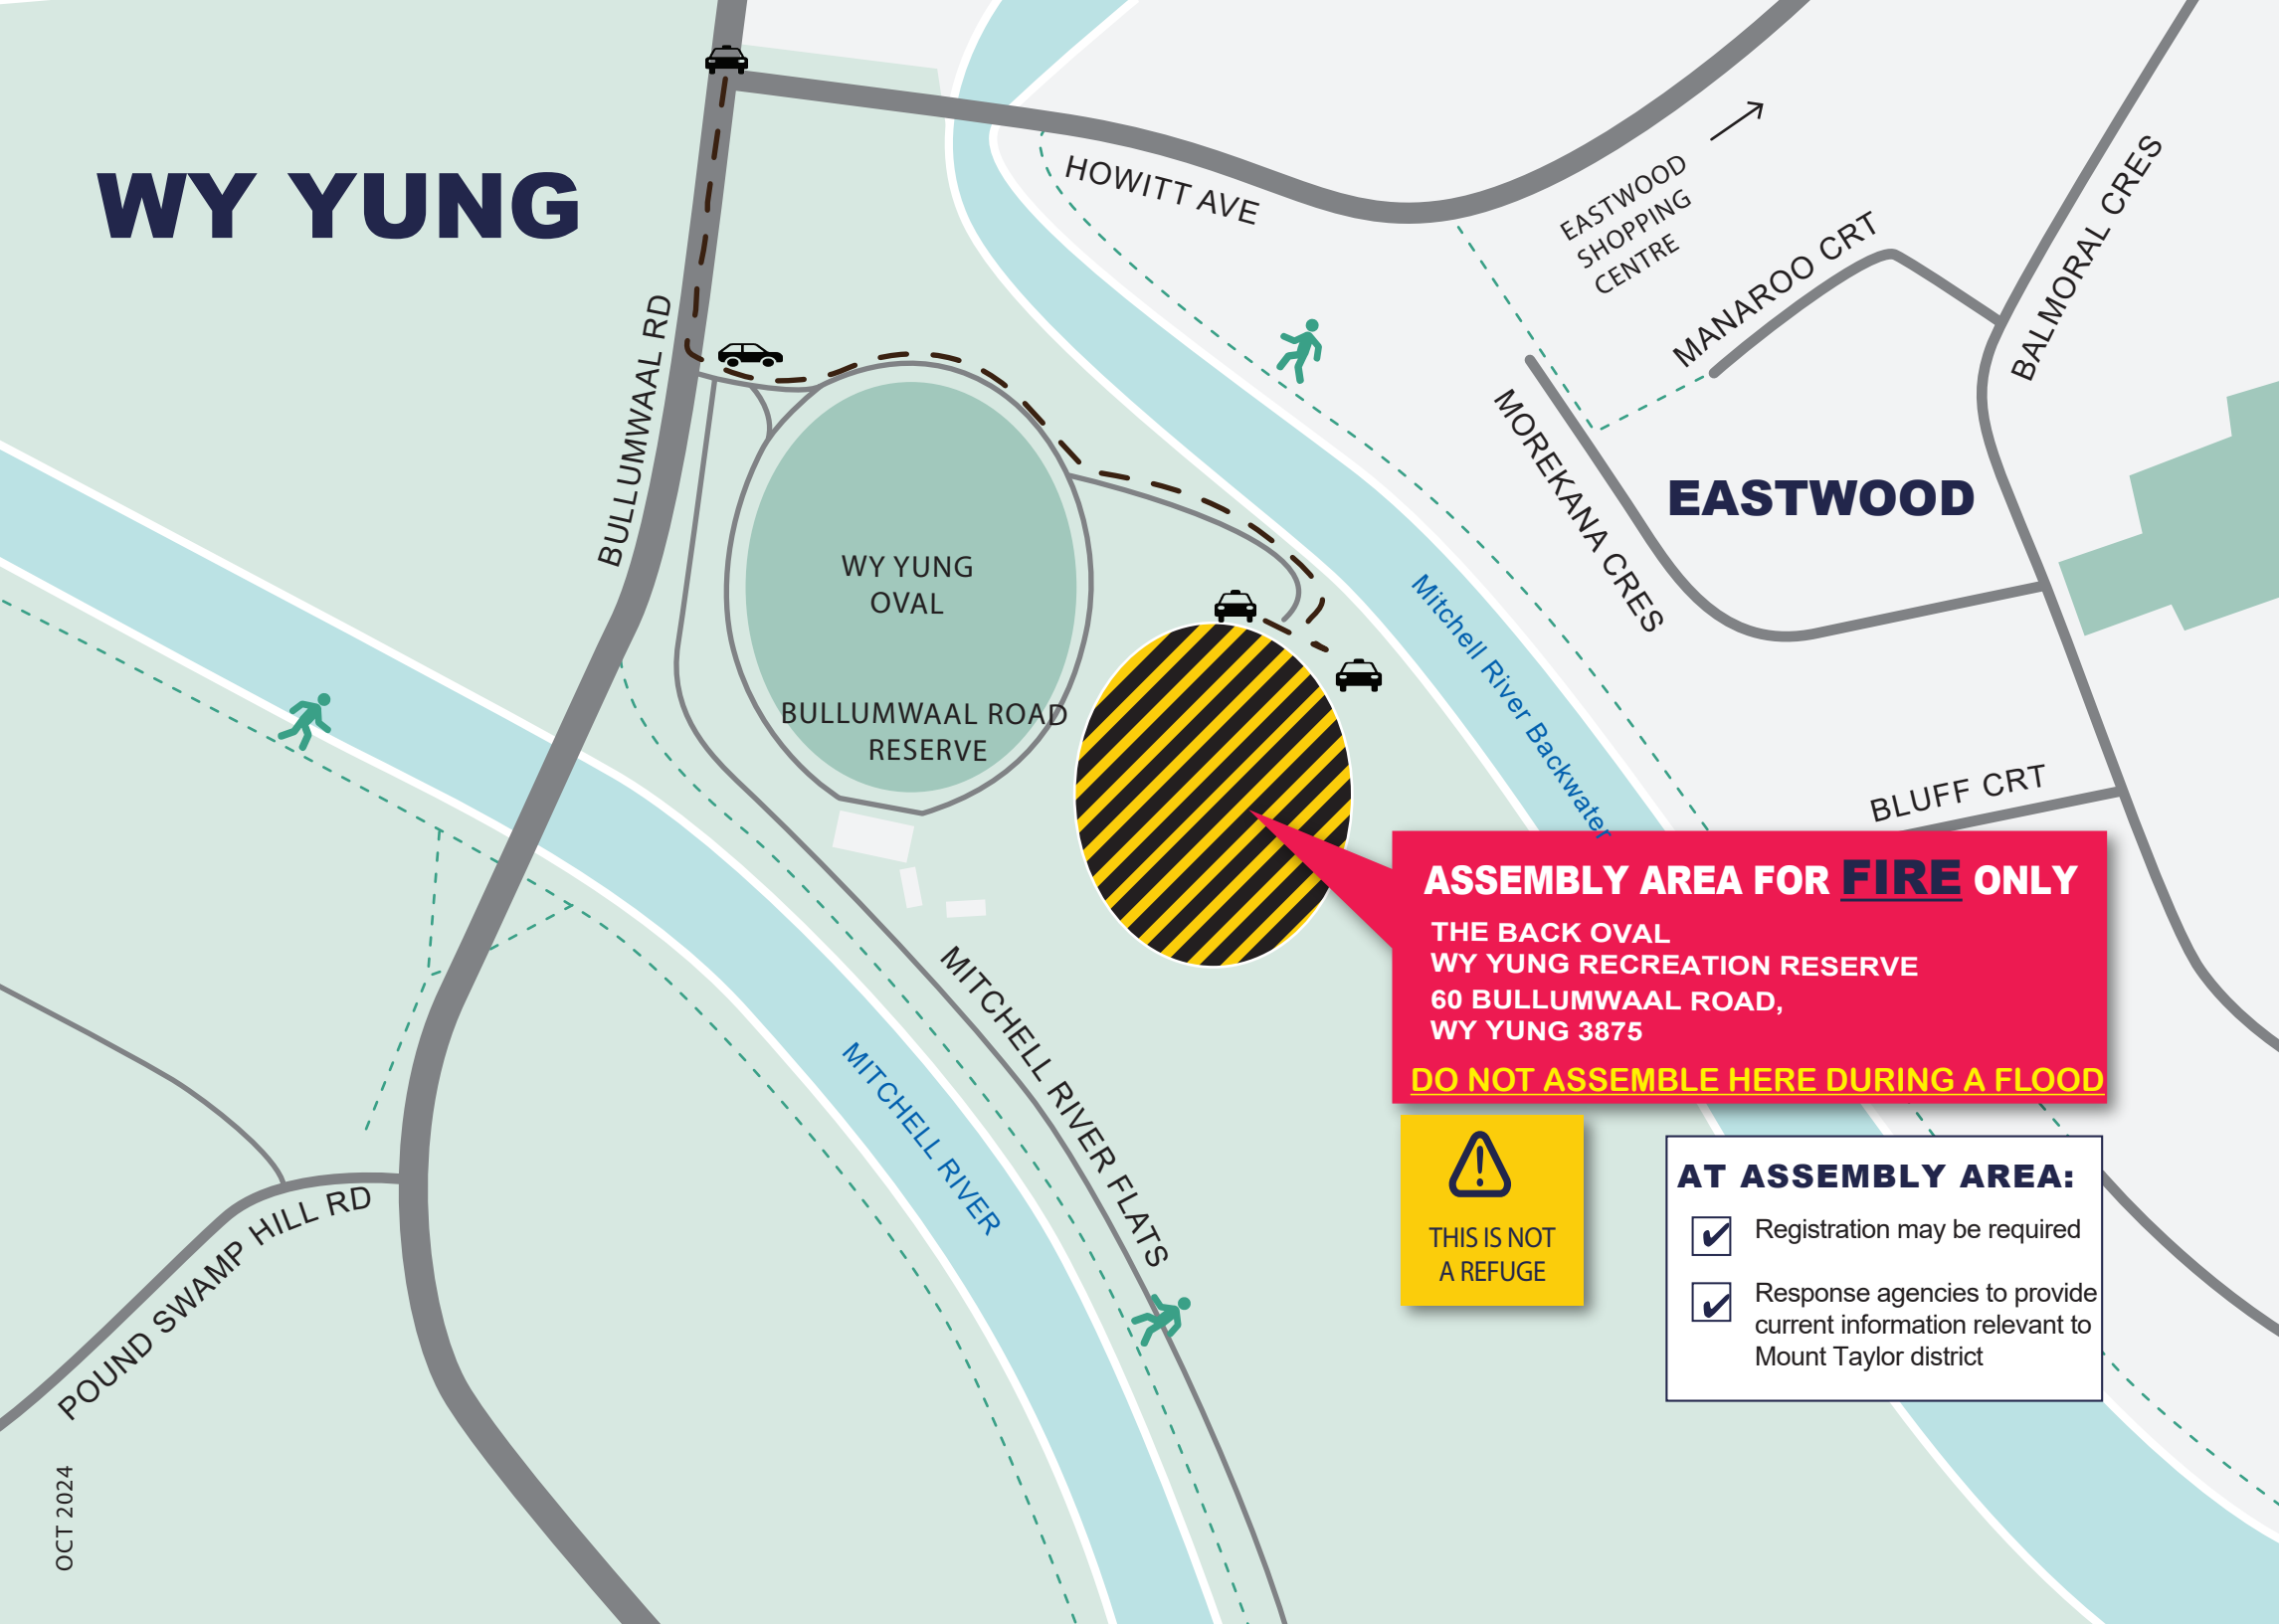 WY YUNG
HOWITT AVE
EASTWOOD
SHOPPING
CENTRE
MANAROO CRT
BALMORAL CRES
BULLUMWAAL RD
MOREKANA CRES
EASTWOOD
WY YUNG
OVAL
BULLUMWAAL ROAD
RESERVE
Mitchell River Backwater
BLUFF CRT
ASSEMBLY AREA FOR FIRE ONLY
THE BACK OVAL
WY YUNG RECREATION RESERVE
60 BULLUMWAAL ROAD,
WY YUNG 3875
DO NOT ASSEMBLE HERE DURING A FLOOD
MITCHELL RIVER FLATS
MITCHELL RIVER
POUND SWAMP HILL RD
THIS IS NOT
A REFUGE
AT ASSEMBLY AREA:
Registration may be required
Response agencies to provide
current information relevant to
Mount Taylor district
OCT 2024